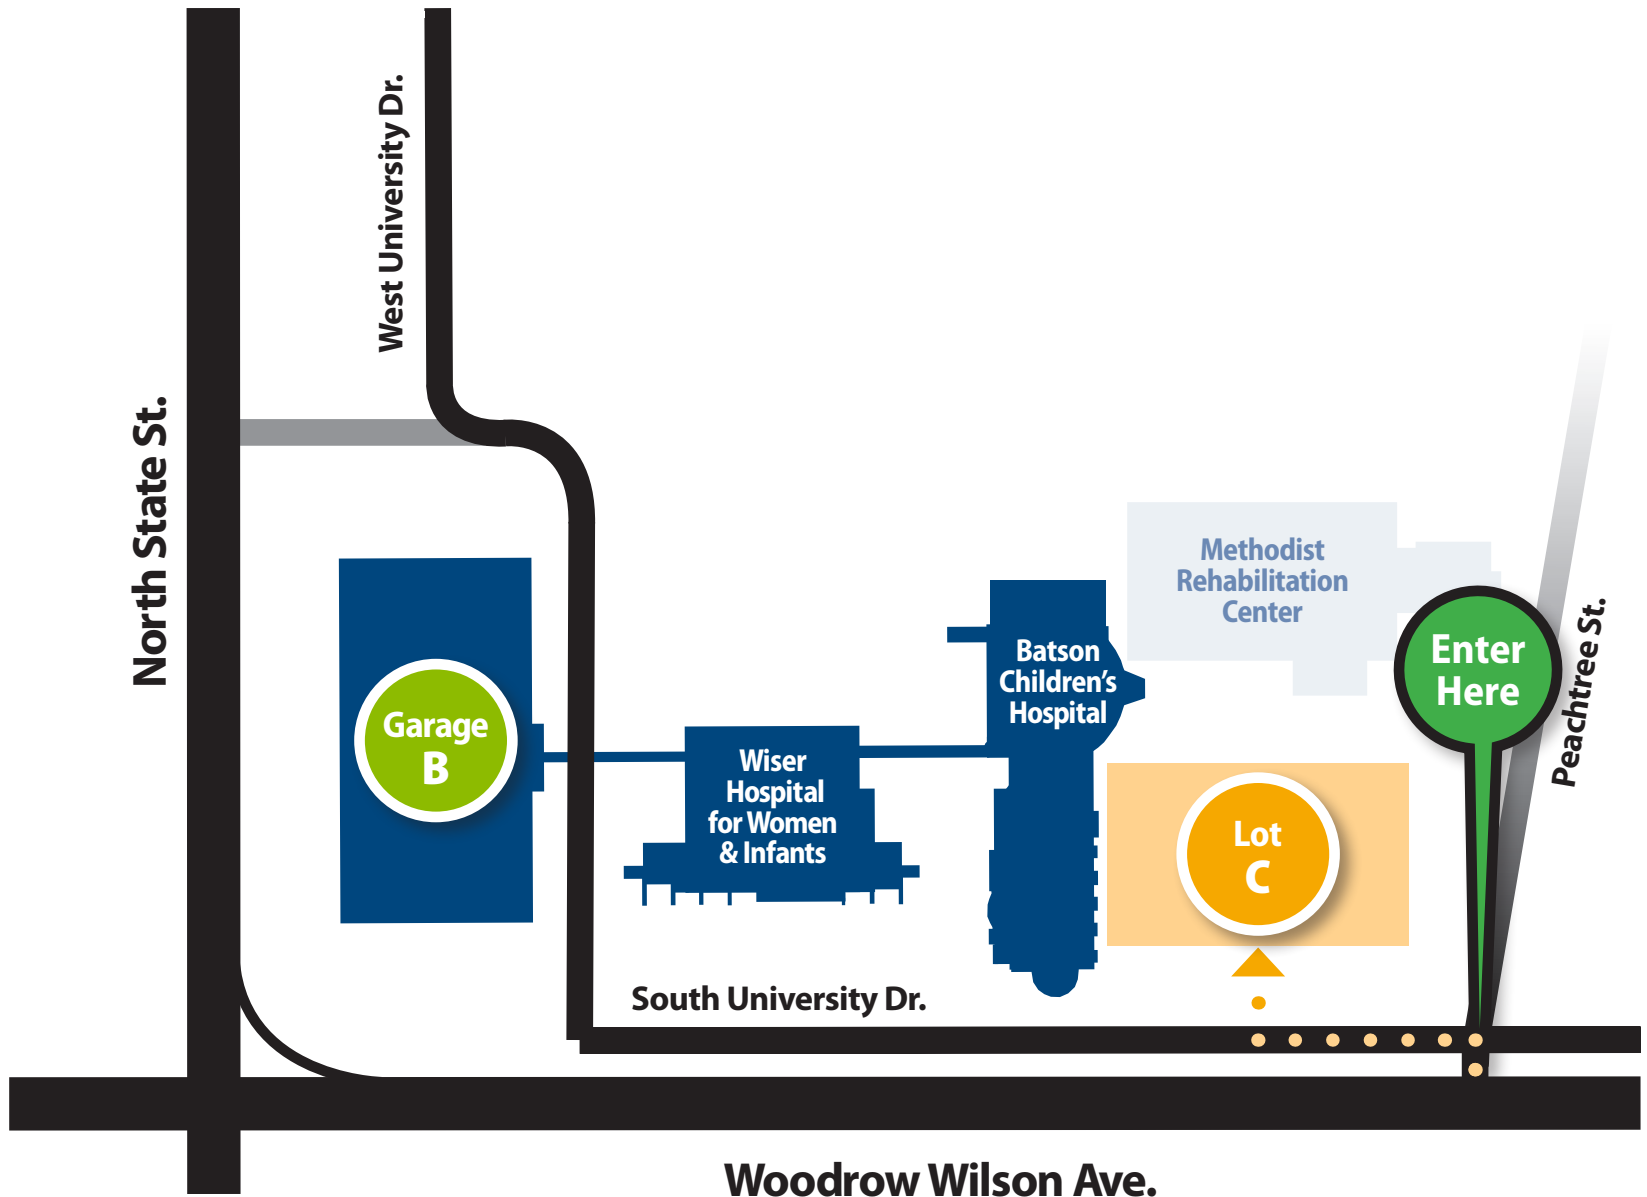 West University Dr.
North State St.
Methodist
Rehabilitation
Center
Enter
Here
Peachtree St.
Batson
Children's
Hospital
Garage
B
Wiser
Hospital
for Women
& Infants
Lot
C
South University Dr.
Woodrow Wilson Ave.